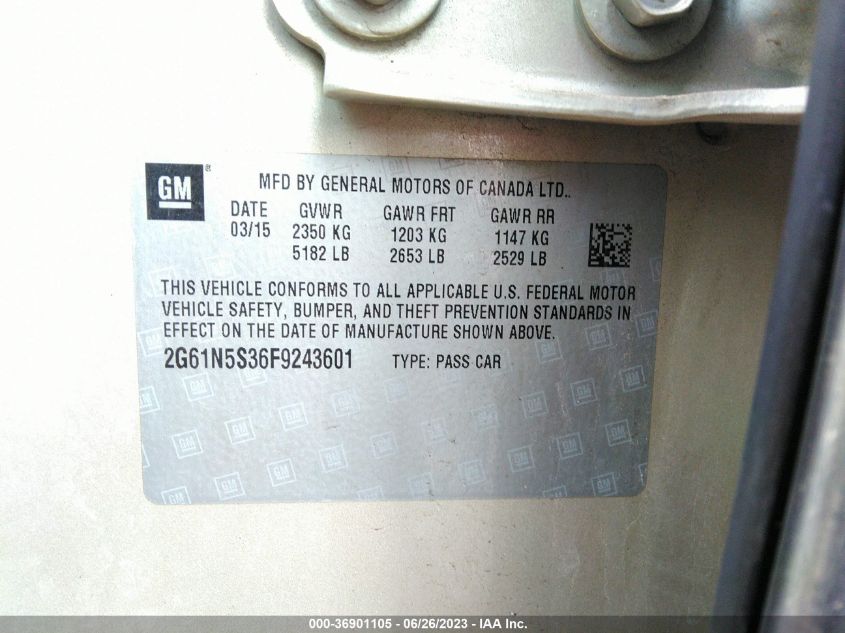 GM ®
MFD BY GENERAL MOTORS OF CANADA LTD..
DATE GVWR GAWR FRT GAWR RR
03/15 2350 KG 1203 KG 1147 KG
5182 LB 2653 LB 2529 LB
THIS VEHICLE CONFORMS TO ALL APPLICABLE U.S. FEDERAL MOTOR
VEHICLE SAFETY, BUMPER, AND THEFT PREVENTION STANDARDS IN
EFFECT ON THE DATE OF MANUFACTURE SHOWN ABOVE.
2G61N5S36F9243601 TYPE: PASS CAR
000-36901105 - 06/26/2023 - IAA Inc.